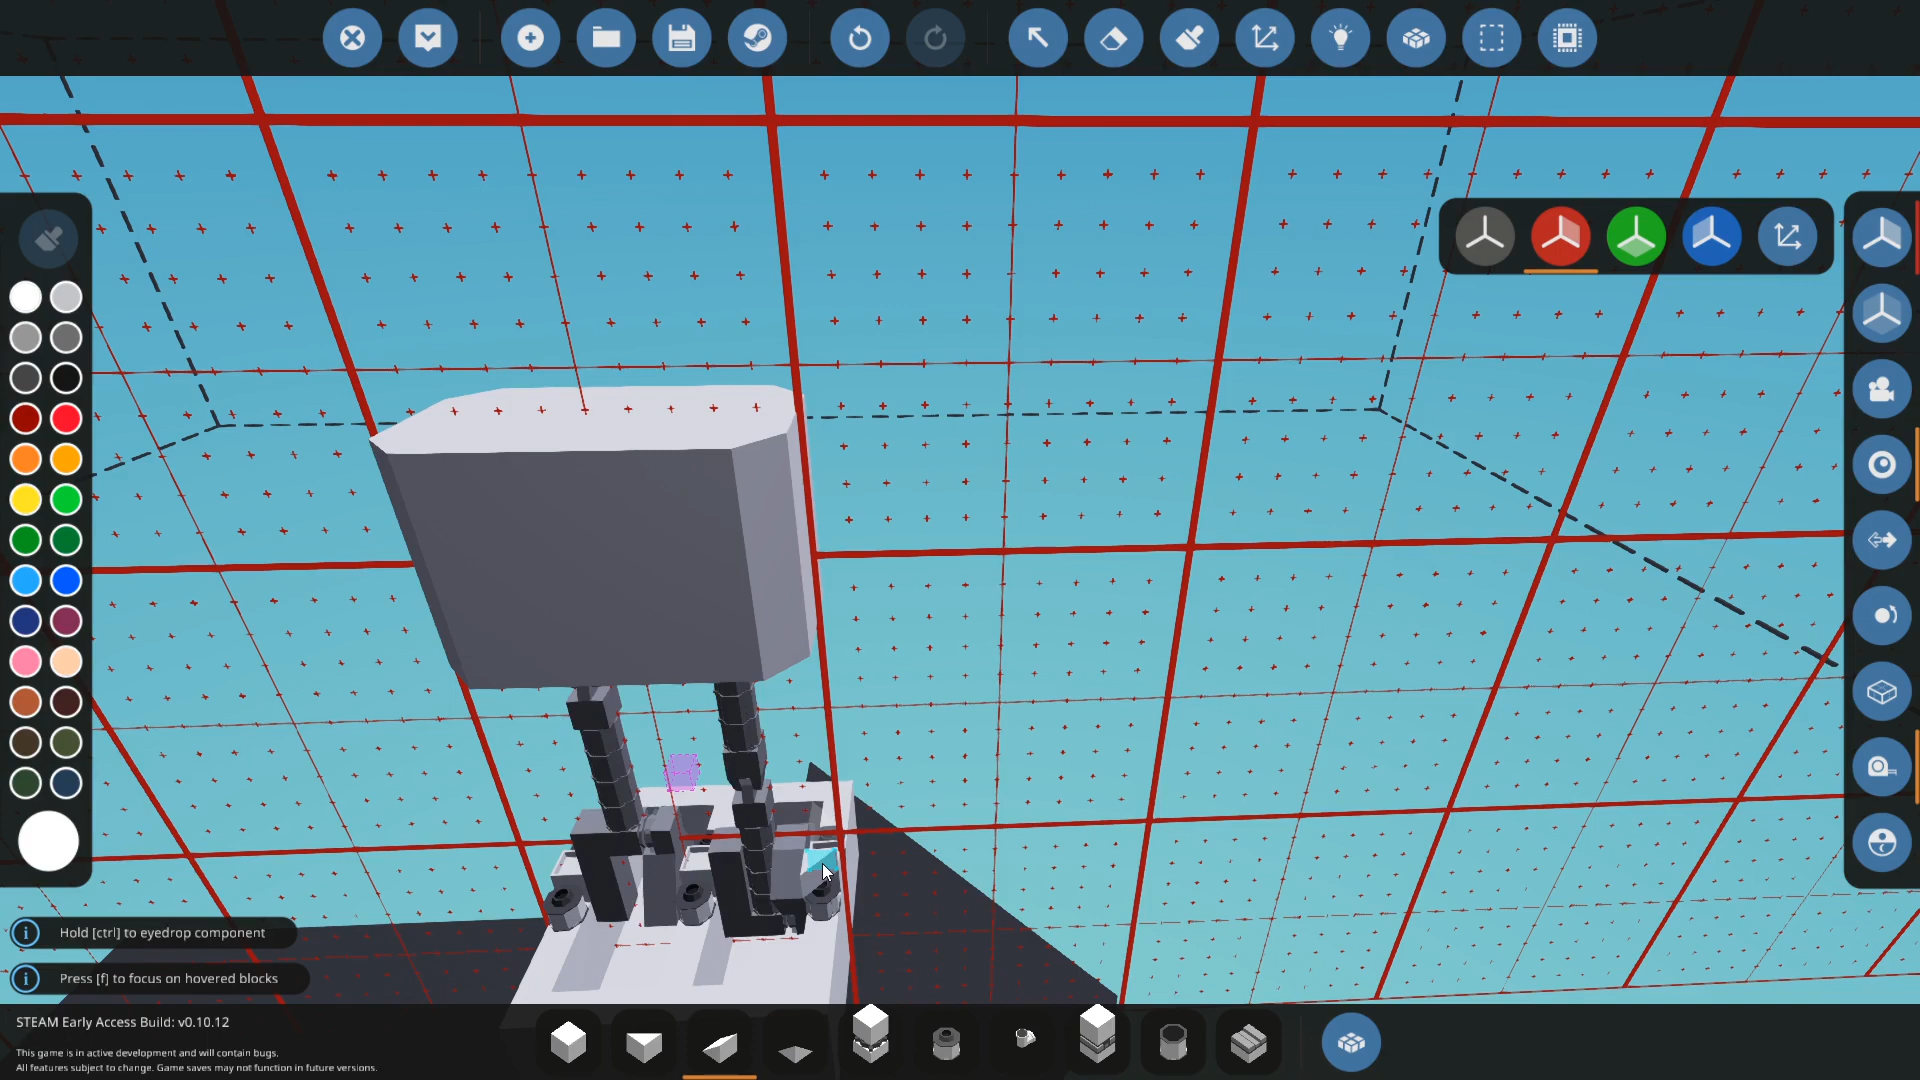 Hold [ctrl] to eyedrop component
Press [f] to focus on hovered blocks
STEAM Early Access Build: v0.10.12
This game is in active development and will contain bugs.
All features subject to change. Game saves may not function in future versions.